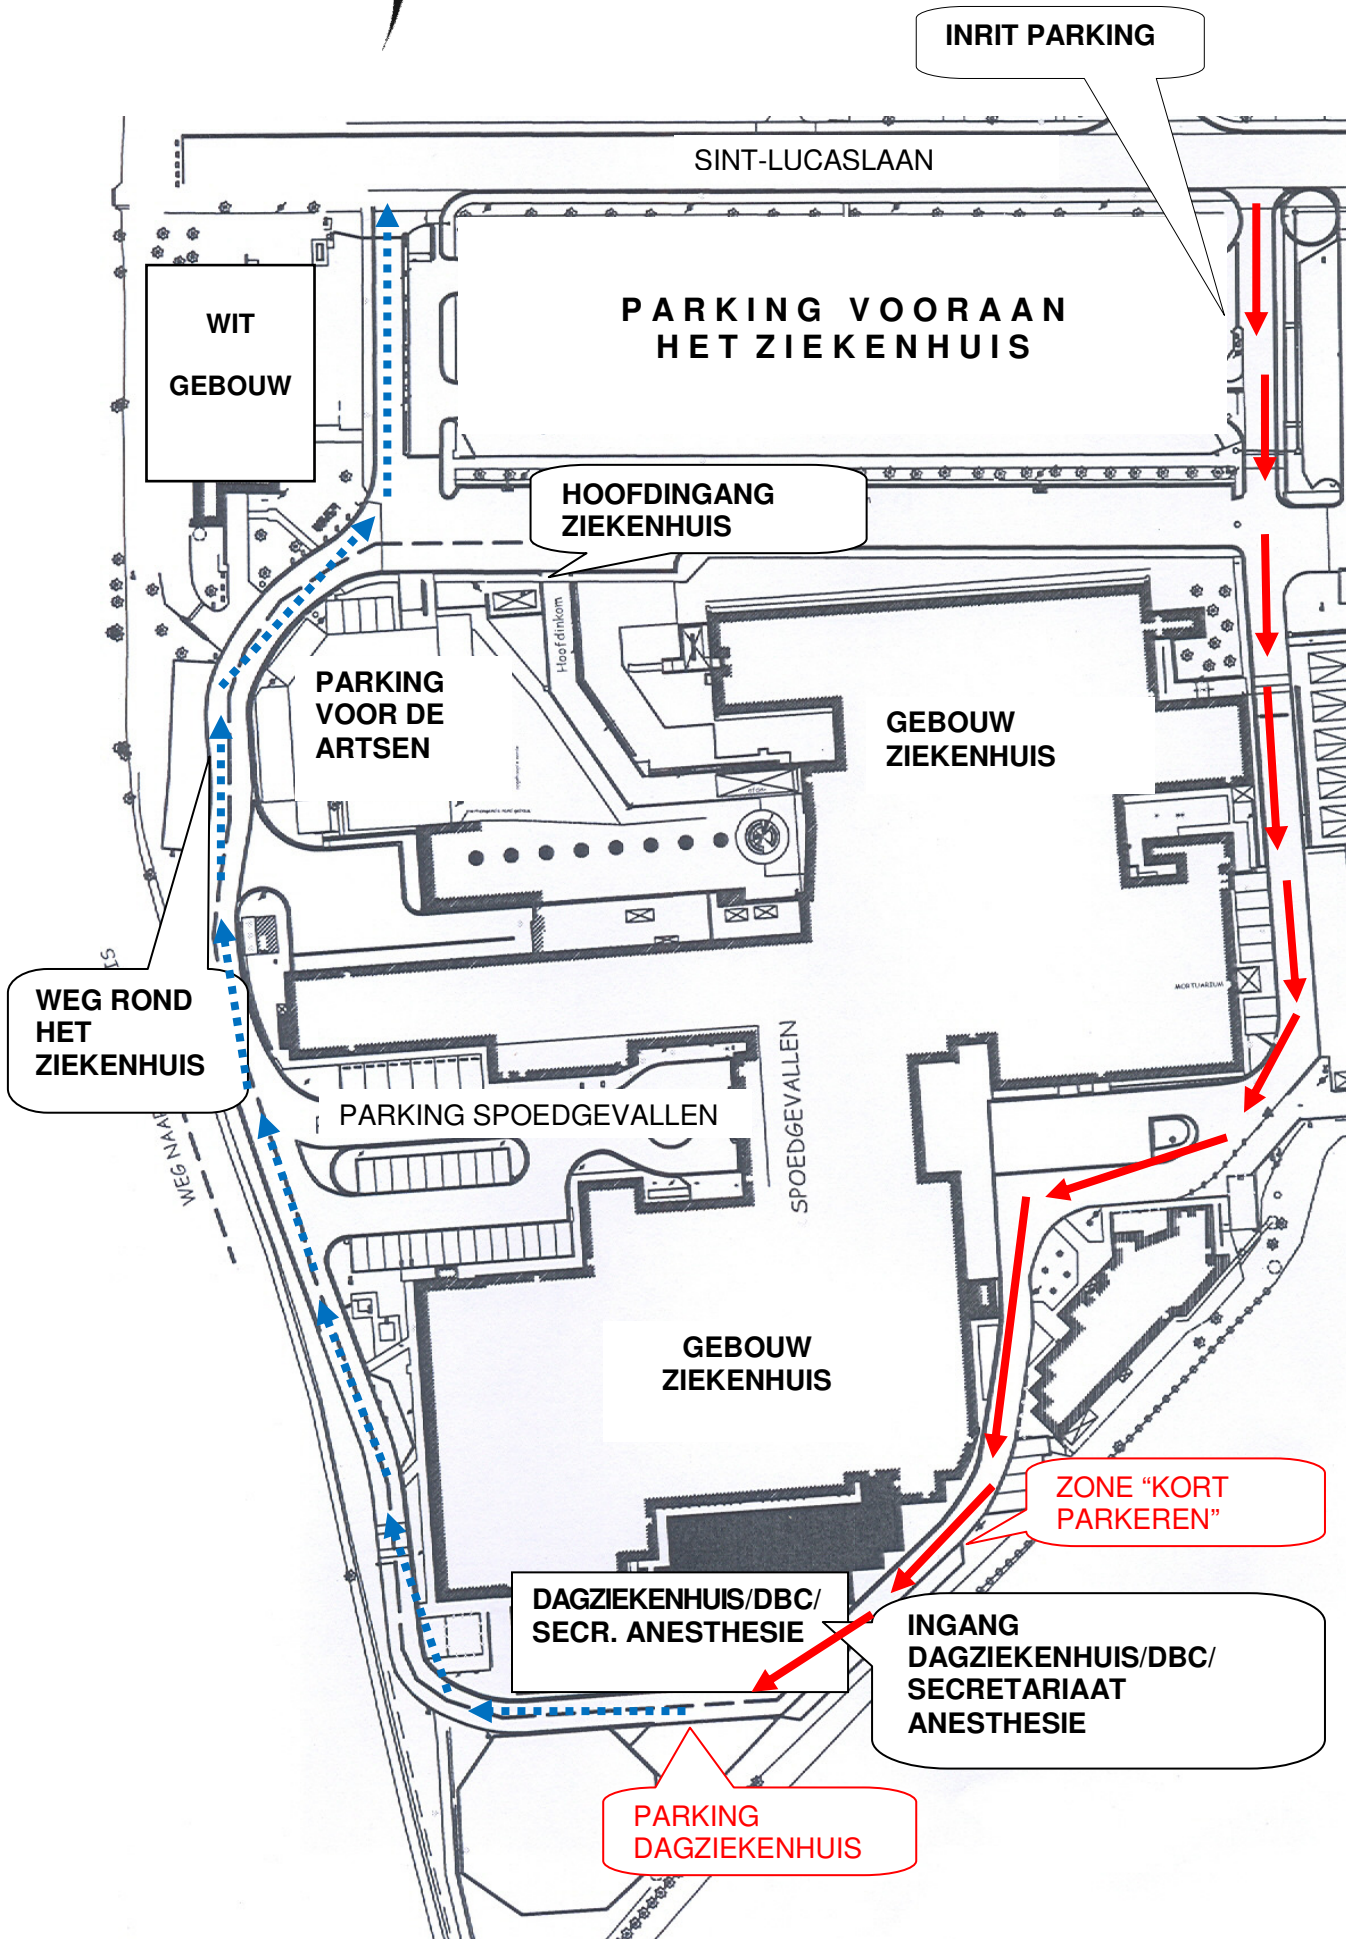 INRIT PARKING
SINT-LUCASLAAN
PARKING VOORAAN
HET ZIEKENHUIS
WIT
GEBOUW
HOOFDINGANG
ZIEKENHUIS
Hoofdinkom
PARKING
VOOR DE
ARTSEN
GEBOUW
ZIEKENHUIS
MORTUARIUM
WEG ROND
HET
ZIEKENHUIS
WEG NAAR
PARKING SPOEDGEVALLEN
SPOEDGEVALLEN
GEBOUW
ZIEKENHUIS
ZONE “KORT
PARKEREN”
DAGZIEKENHUIS/DBC/
SECR. ANESTHESIE
INGANG
DAGZIEKENHUIS/DBC/
SECRETARIAAT
ANESTHESIE
PARKING
DAGZIEKENHUIS